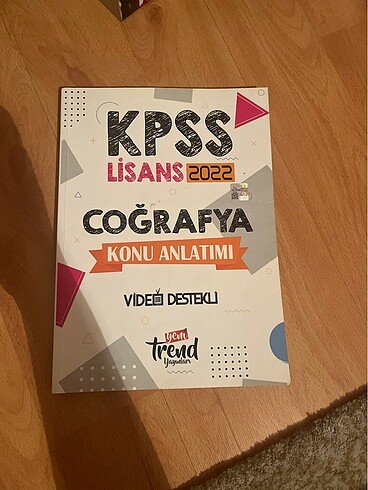 KPSS
LİSANS 2022
COĞRAFYA
KONU ANLATIMI
VİDEO DESTEKLİ
yeni
trend
Yayınları